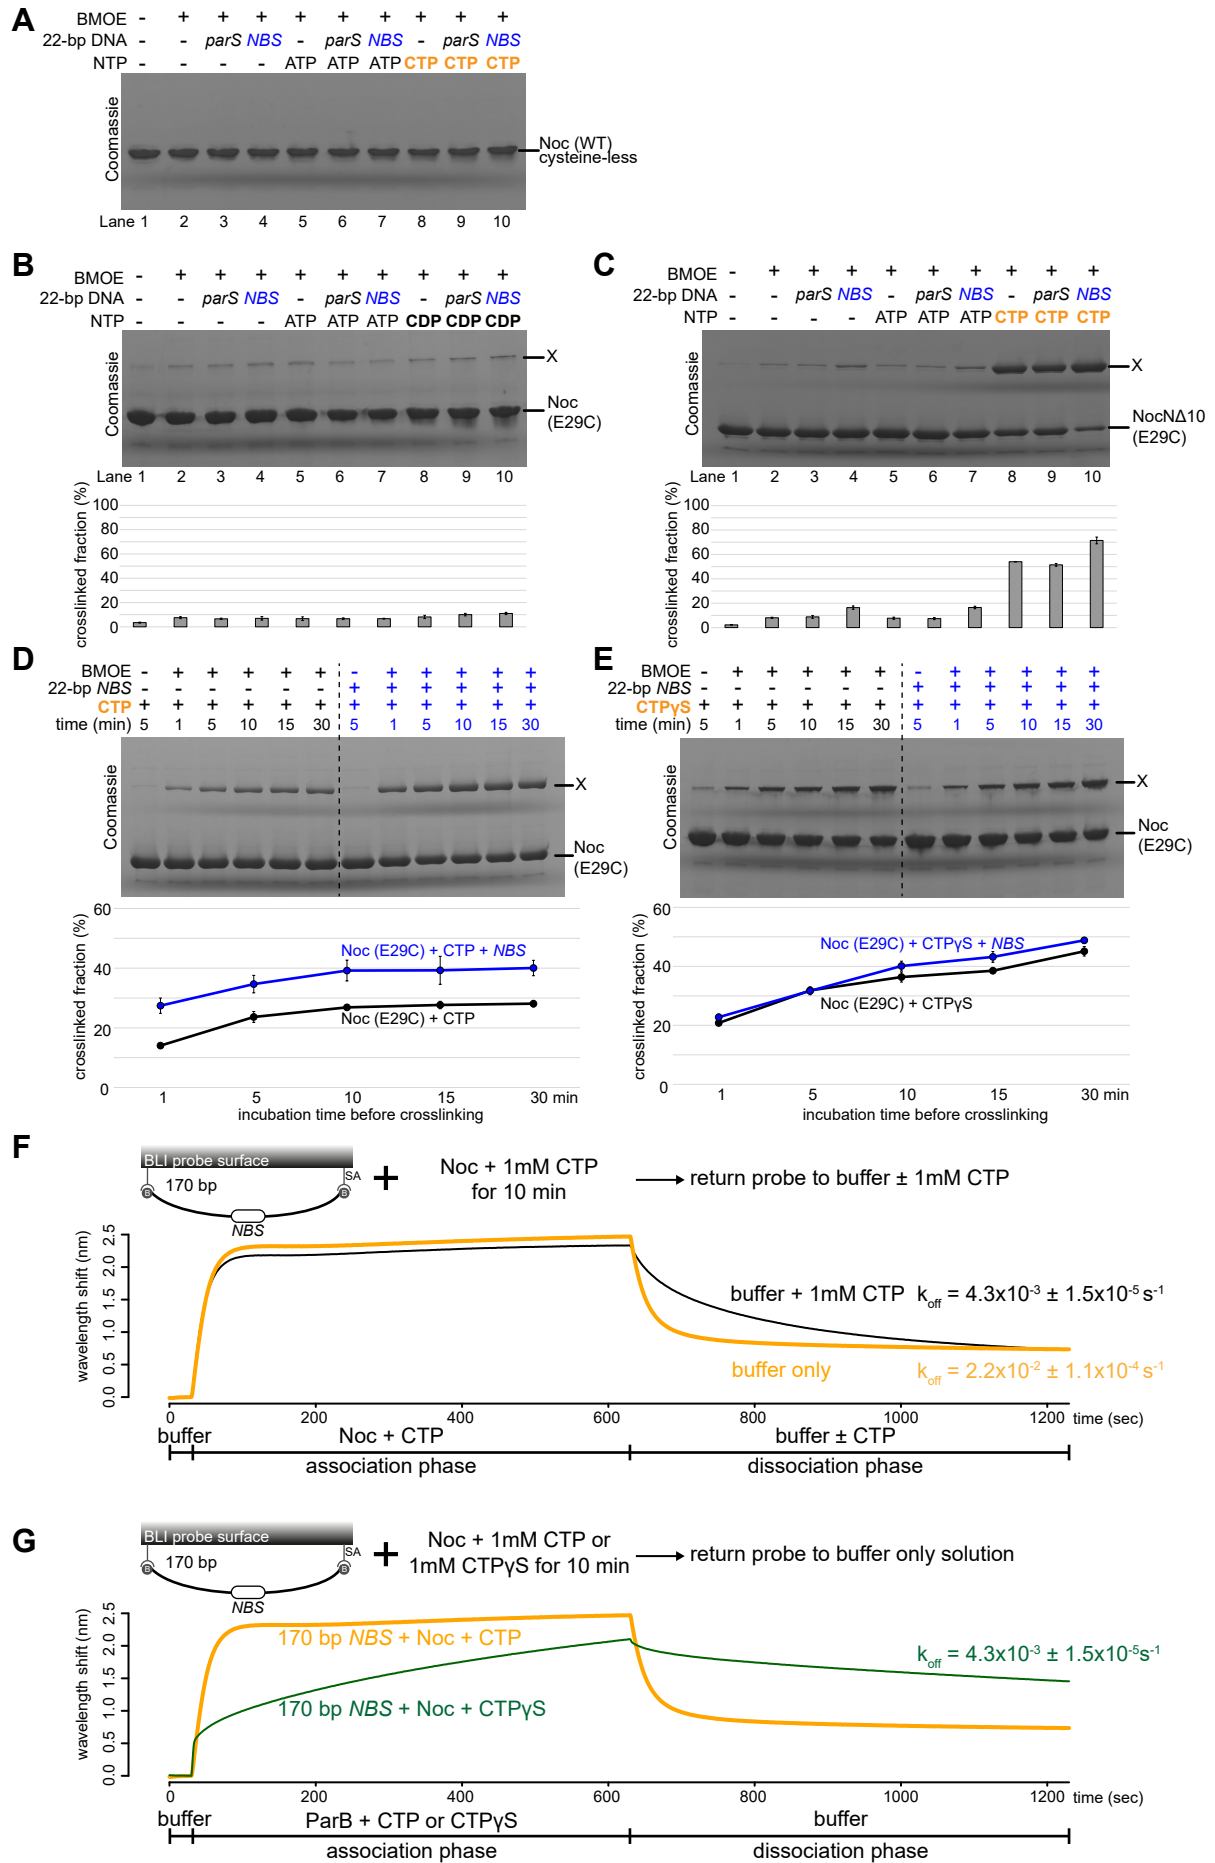 A
BMOE - + + + + + + + + +
22-bp DNA - - parS NBS - parS NBS - parS NBS
NTP - - - - ATP ATP ATP CTP CTP CTP
Coomassie
Noc (WT)
cysteine-less
Lane 1 2 3 4 5 6 7 8 9 10
B
BMOE - + + + + + + + + +
22-bp DNA - - parS NBS - parS NBS - parS NBS
NTP - - - - ATP ATP ATP CDP CDP CDP
Coomassie
X
Noc
(E29C)
Lane 1 2 3 4 5 6 7 8 9 10
crosslinked fraction (%)
100
80
60
40
20
0
C
BMOE - + + + + + + + + +
22-bp DNA - - parS NBS - parS NBS - parS NBS
NTP - - - - ATP ATP ATP CTP CTP CTP
Coomassie
X
NocNΔ10
(E29C)
Lane 1 2 3 4 5 6 7 8 9 10
crosslinked fraction (%)
100
80
60
40
20
0
D
BMOE - + + + + + - + + + + +
22-bp NBS - - - - - - + + + + + +
CTP + + + + + + + + + + + +
time (min) 5 1 5 10 15 30 5 1 5 10 15 30
Coomassie
X
Noc
(E29C)
crosslinked fraction (%)
60
40
20
0
Noc (E29C) + CTP + NBS
Noc (E29C) + CTP
1 5 10 15 30 min
incubation time before crosslinking
E
BMOE - + + + + + - + + + + +
22-bp NBS - - - - - - + + + + + +
CTPγS + + + + + + + + + + + +
time (min) 5 1 5 10 15 30 5 1 5 10 15 30
Coomassie
X
Noc
(E29C)
crosslinked fraction (%)
60
40
20
0
Noc (E29C) + CTPγS + NBS
Noc (E29C) + CTPγS
1 5 10 15 30 min
incubation time before crosslinking
F
BLI probe surface
170 bp
SA
B B
NBS
+
Noc + 1mM CTP
for 10 min
return probe to buffer ± 1mM CTP
wavelength shift (nm)
0.0 0.5 1.0 1.5 2.0 2.5
buffer + 1mM CTP koff = 4.3x10-3 ± 1.5x10-5 s-1
buffer only koff = 2.2x10-2 ± 1.1x10-4 s-1
0 200 400 600 800 1000 1200 time (sec)
buffer Noc + CTP buffer ± CTP
association phase dissociation phase
G
BLI probe surface
170 bp
SA
B B
NBS
+
Noc + 1mM CTP or
1mM CTPγS for 10 min
return probe to buffer only solution
wavelength shift (nm)
0.0 0.5 1.0 1.5 2.0 2.5
170 bp NBS + Noc + CTP
170 bp NBS + Noc + CTPγS
koff = 4.3x10-3 ± 1.5x10-5s-1
0 200 400 600 800 1000 1200 time (sec)
buffer ParB + CTP or CTPγS buffer
association phase dissociation phase